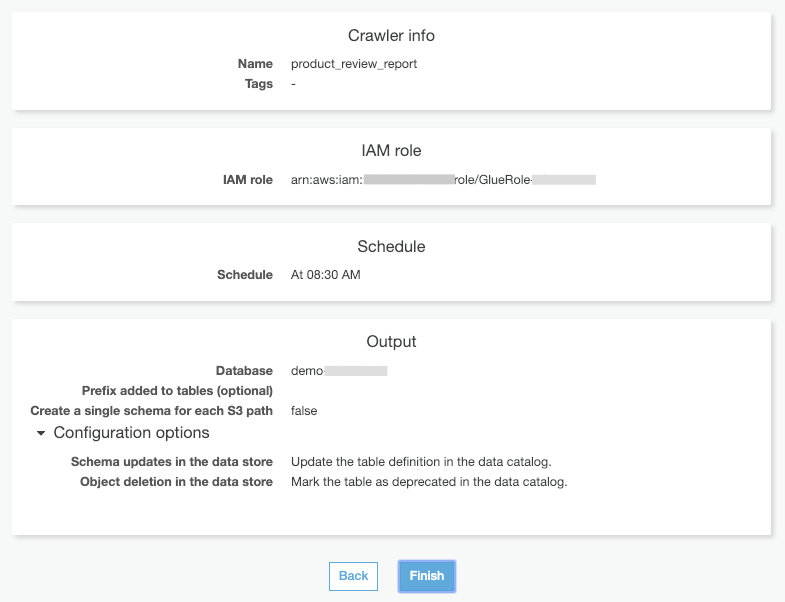 Crawler info
Name product_review_report
Tags -
IAM role
IAM role arn:aws:iam: role/GlueRole-
Schedule
Schedule At 08:30 AM
Output
Database demo-
Prefix added to tables (optional)
Create a single schema for each S3 path false
Configuration options
Schema updates in the data store Update the table definition in the data catalog.
Object deletion in the data store Mark the table as deprecated in the data catalog.
Back Finish